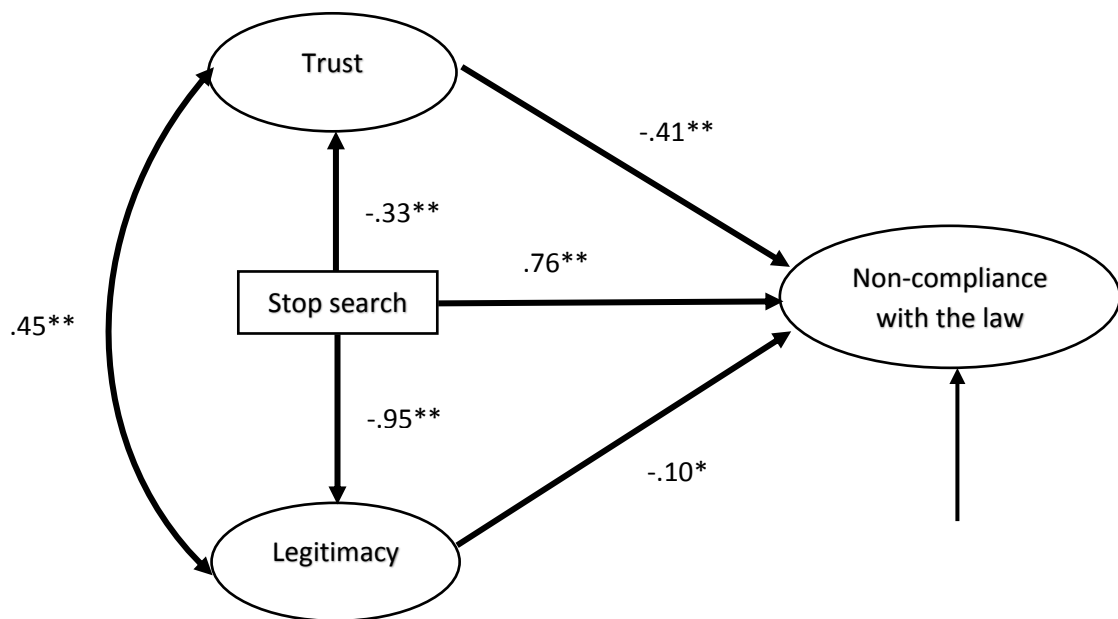 Trust
-.41**
-.33**
.76**
Stop search
Non-compliance
with the law
.45**
-.95**
-.10*
Legitimacy